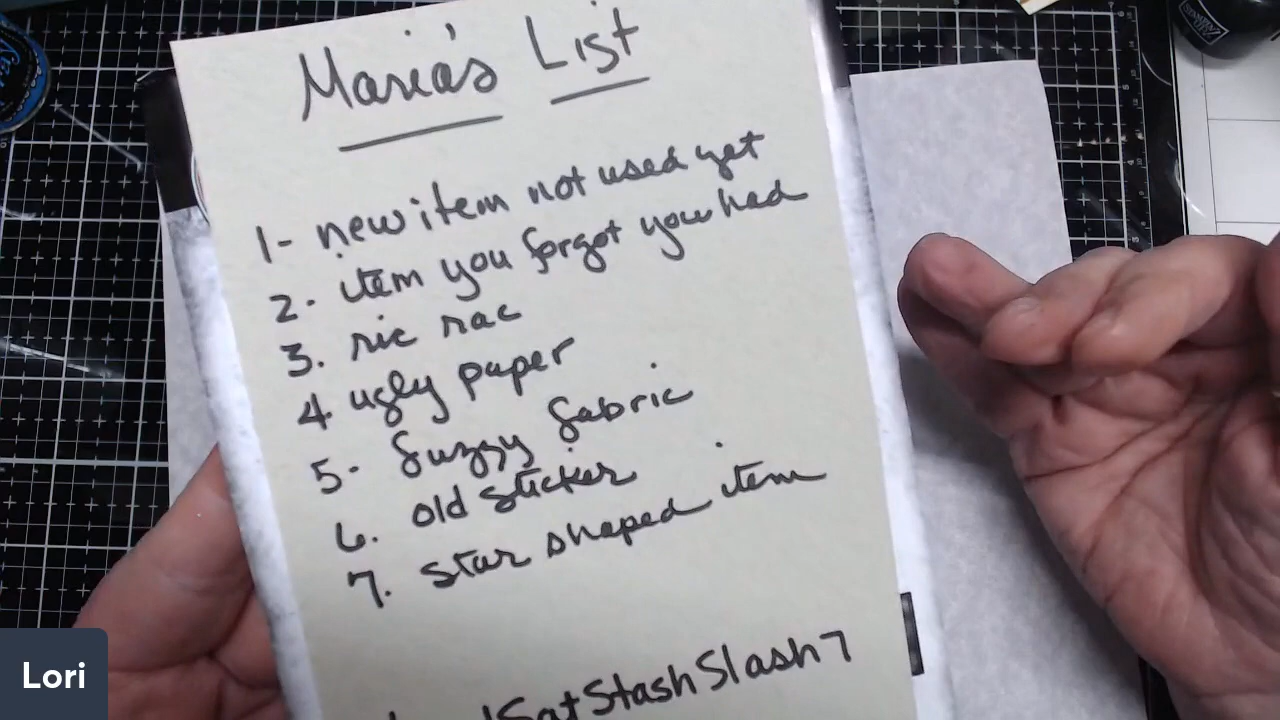 Maria's List
1- new item not used yet
2. item you forgot you had
3. ric rac
4. ugly paper
5- fuzzy fabric
6. old sticker
7. star shaped item
SatStashSlash7
Lori